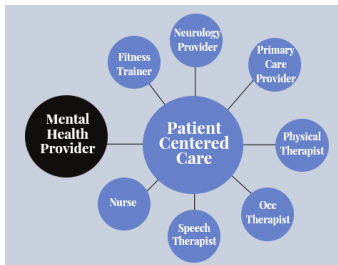 Neurology
Provider
Fitness
Trainer
Primary
Care
Provider
Mental
Health
Provider
Patient
Centered
Care
Physical
Therapist
Nurse
Occ
Therapist
Speech
Therapist